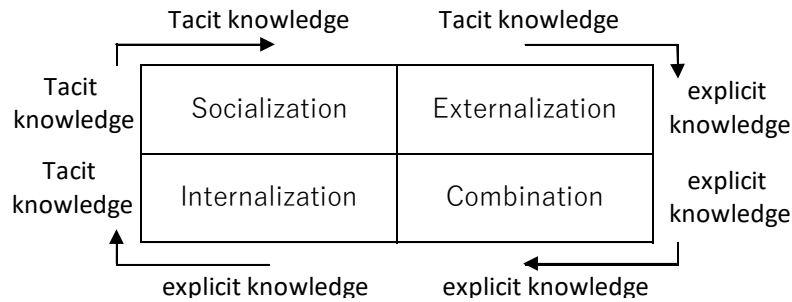 Tacit knowledge
Tacit knowledge
Tacit
knowledge
Socialization
Externalization
explicit
knowledge
Tacit
knowledge
Internalization
Combination
explicit
knowledge
explicit knowledge
explicit knowledge